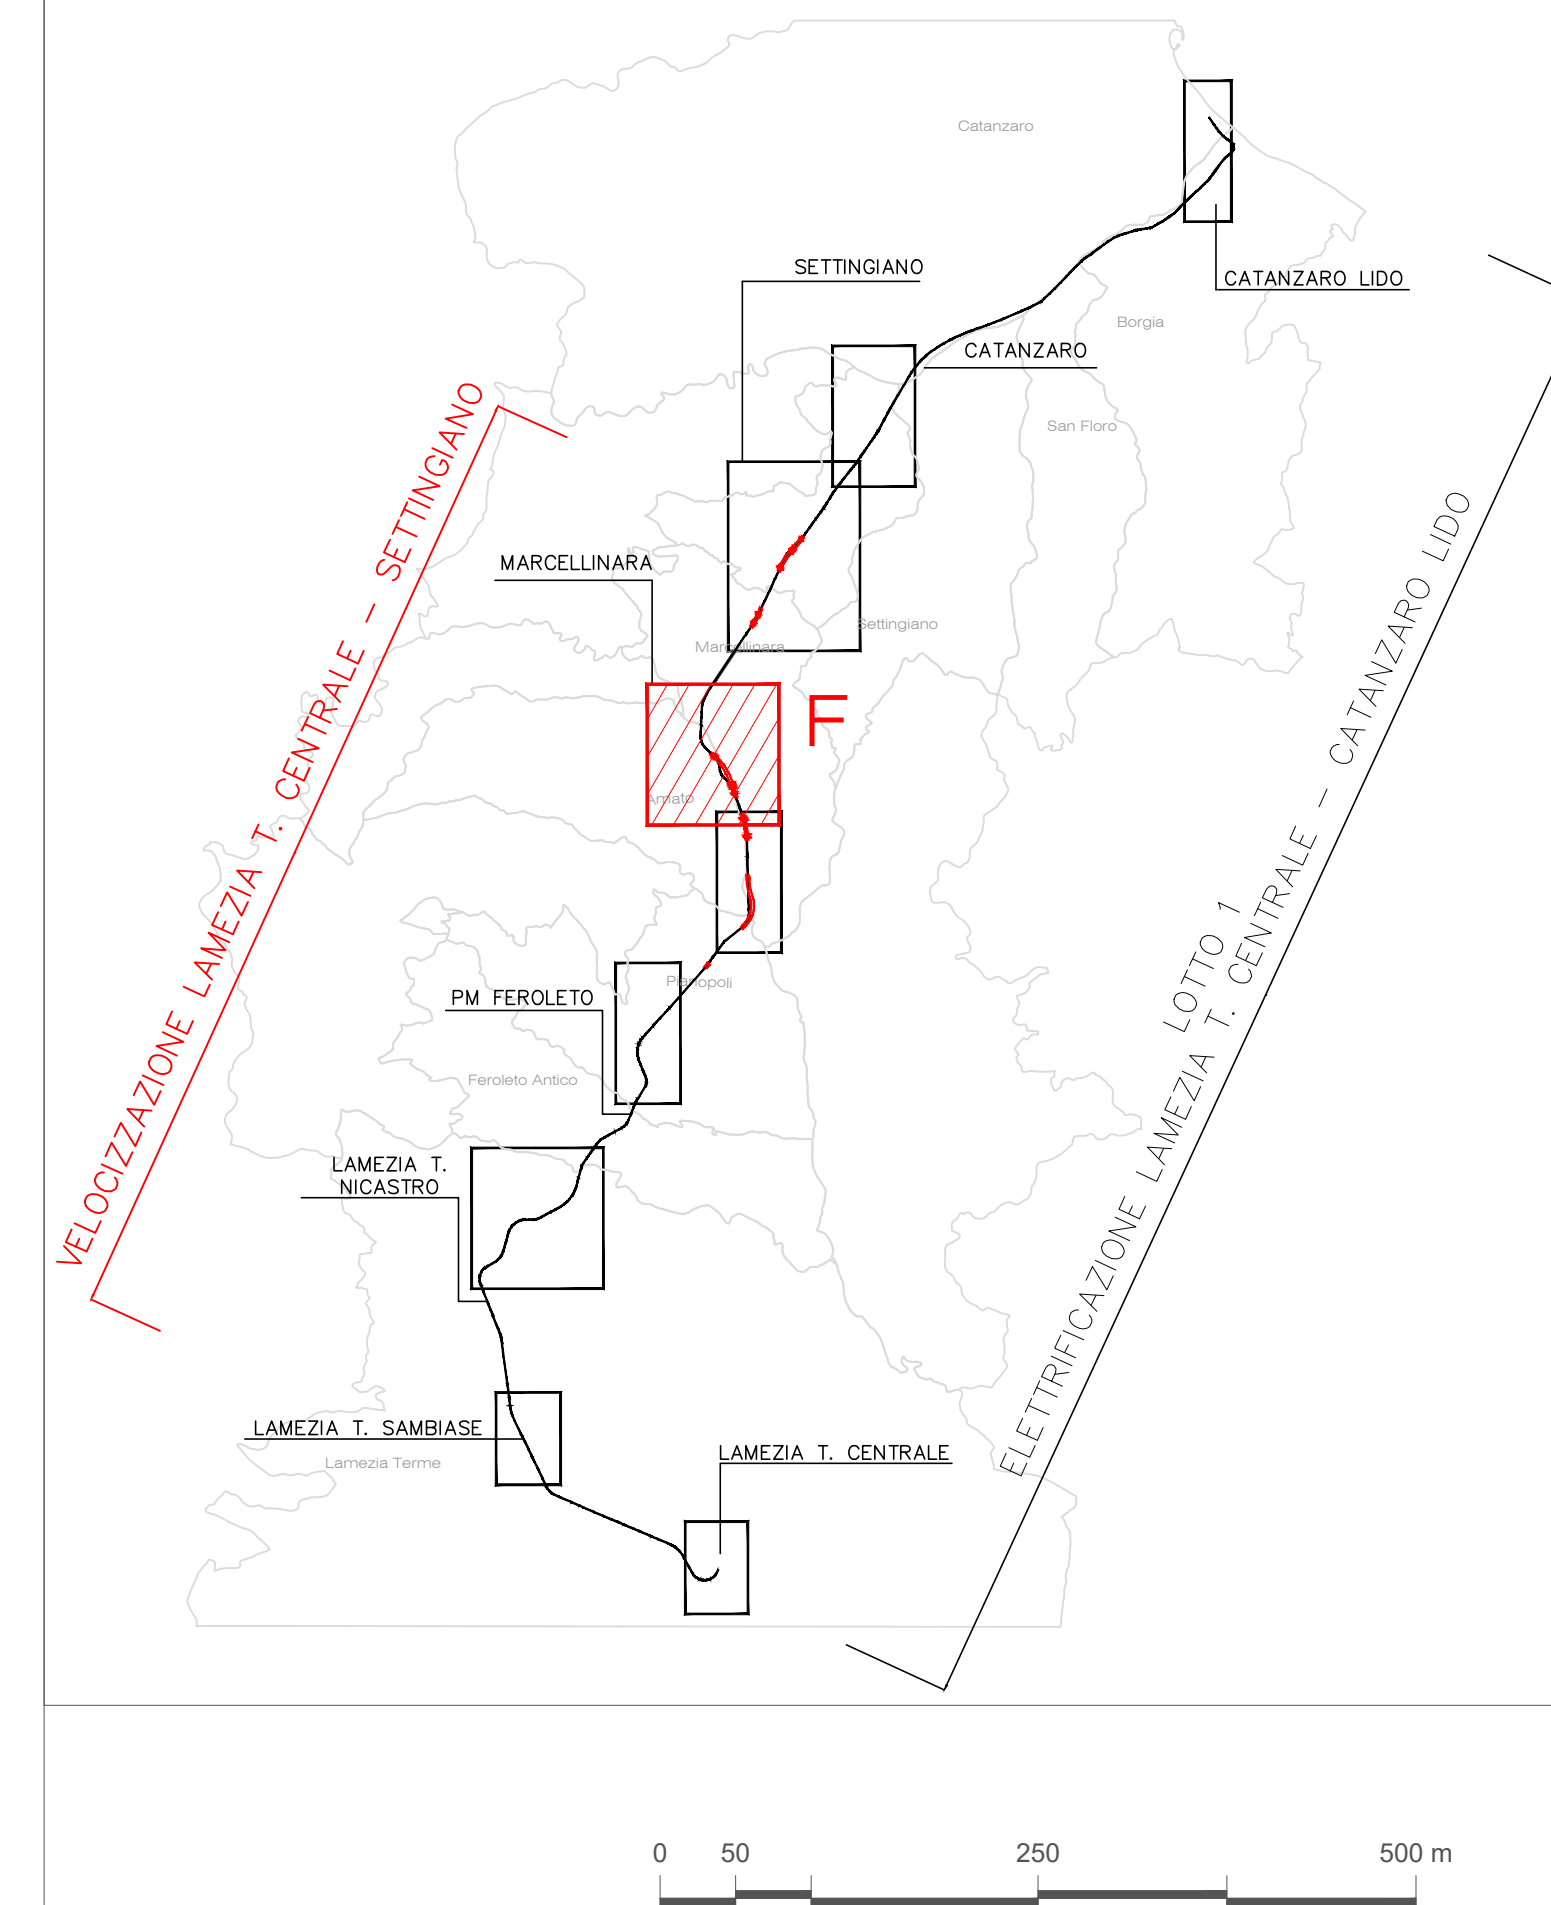 Catanzaro
SETTINGIANO
CATANZARO LIDO
Borgia
CATANZARO
San Floro
VELOCIZZAZIONE LAMEZIA T. CENTRALE - SETTINGIANO
MARCELLINARA
Settingiano
Marcellinara
F
Amato
LOTTO 1
ELETTRIFICAZIONE LAMEZIA T. CENTRALE - CATANZARO LIDO
Pianopoli
PM FEROLETO
Feroleto Antico
LAMEZIA T.
NICASTRO
LAMEZIA T. SAMBIASE
Lamezia Terme
LAMEZIA T. CENTRALE
0 50 250 500 m